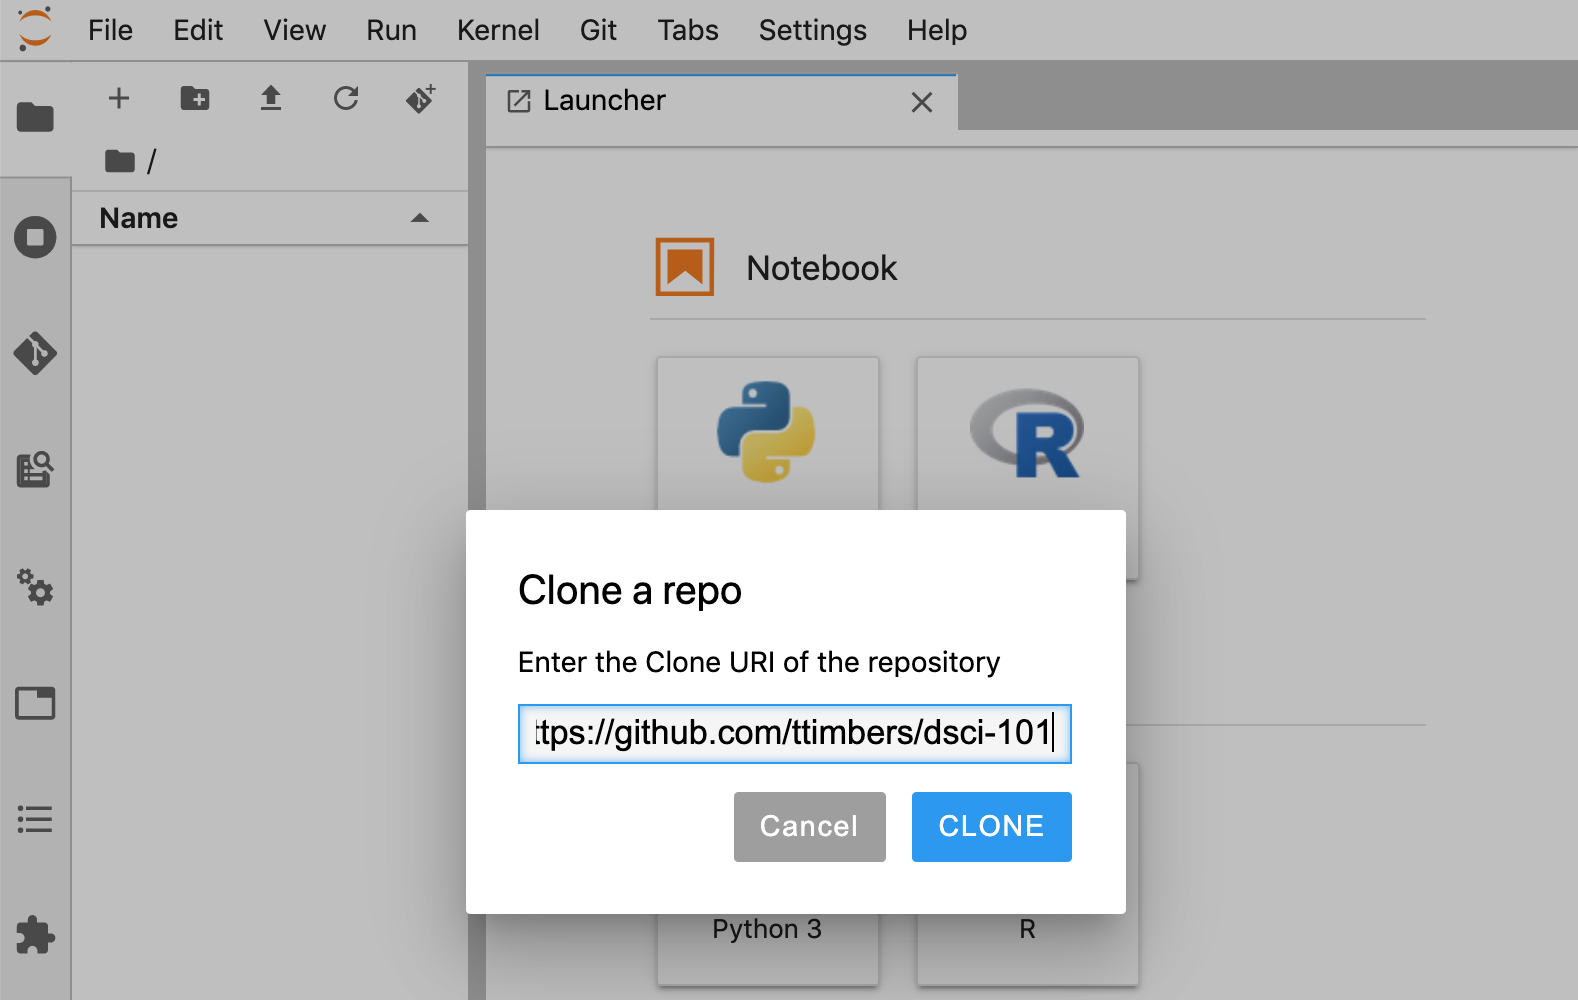 File Edit View Run Kernel Git Tabs Settings Help
Launcher
/
Name
Notebook
R
Clone a repo
Enter the Clone URI of the repository
ttps://github.com/ttimbers/dsci-101
Cancel CLONE
Python 3 R